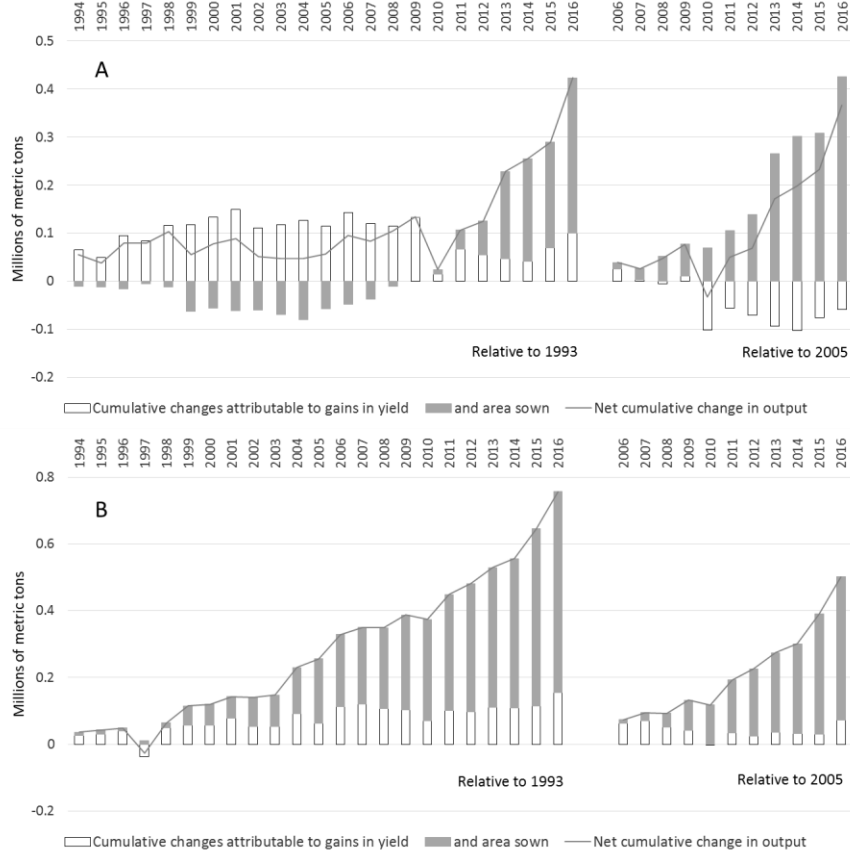 1994 1995 1996 1997 1998 1999 2000 2001 2002 2003 2004 2005 2006 2007 2008 2009 2010 2011 2012 2013 2014 2015 2016 2006 2007 2008 2009 2010 2011 2012 2013 2014 2015 2016
0.5
A
0.4
0.3
0.2
0.1
0
-0.1
-0.2
Millions of metric tons
Relative to 1993 Relative to 2005
Cumulative changes attributable to gains in yield and area sown Net cumulative change in output
1994 1995 1996 1997 1998 1999 2000 2001 2002 2003 2004 2005 2006 2007 2008 2009 2010 2011 2012 2013 2014 2015 2016 2006 2007 2008 2009 2010 2011 2012 2013 2014 2015 2016
0.8
B
0.6
0.4
0.2
0
-0.2
Millions of metric tons
Relative to 1993 Relative to 2005
Cumulative changes attributable to gains in yield and area sown Net cumulative change in output